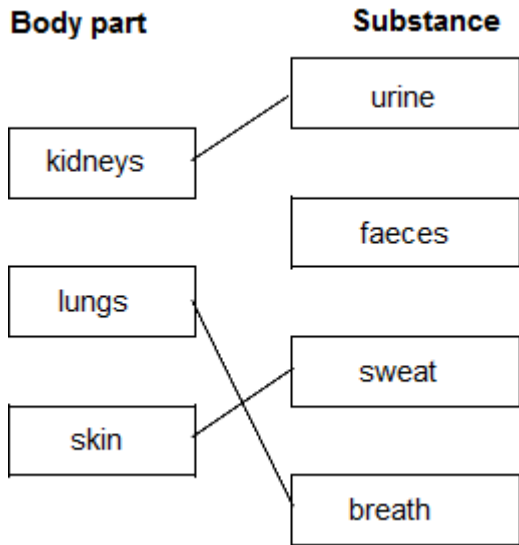 Body part
Substance
urine
kidneys
faeces
lungs
sweat
skin
breath